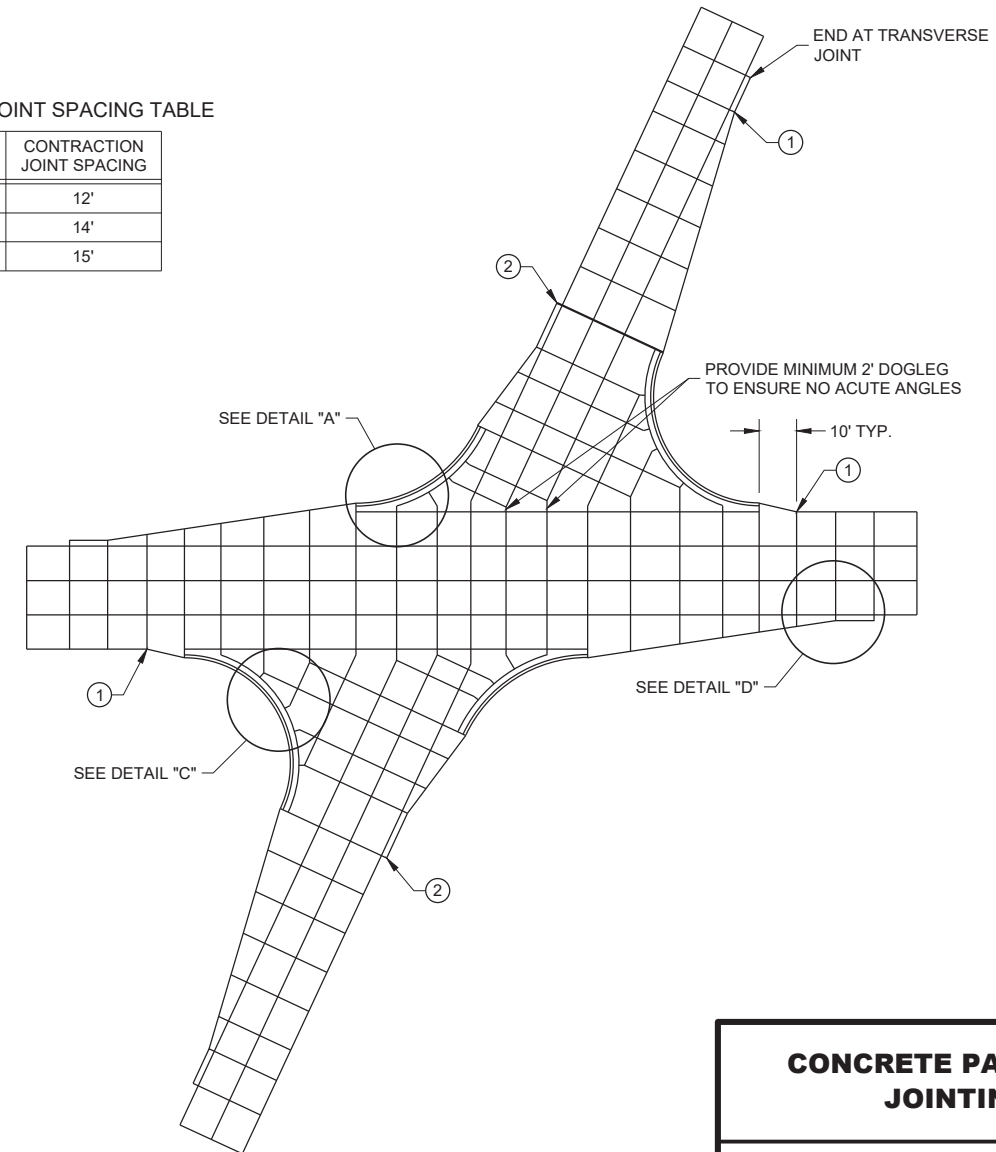 END AT TRANSVERSE
JOINT
OINT SPACING TABLE
CONTRACTION
JOINT SPACING
12'
14'
15'
1
2
PROVIDE MINIMUM 2' DOGLEG
TO ENSURE NO ACUTE ANGLES
SEE DETAIL "A"
10' TYP.
1
1
SEE DETAIL "D"
SEE DETAIL "C"
2
CONCRETE PA
JOINTIN